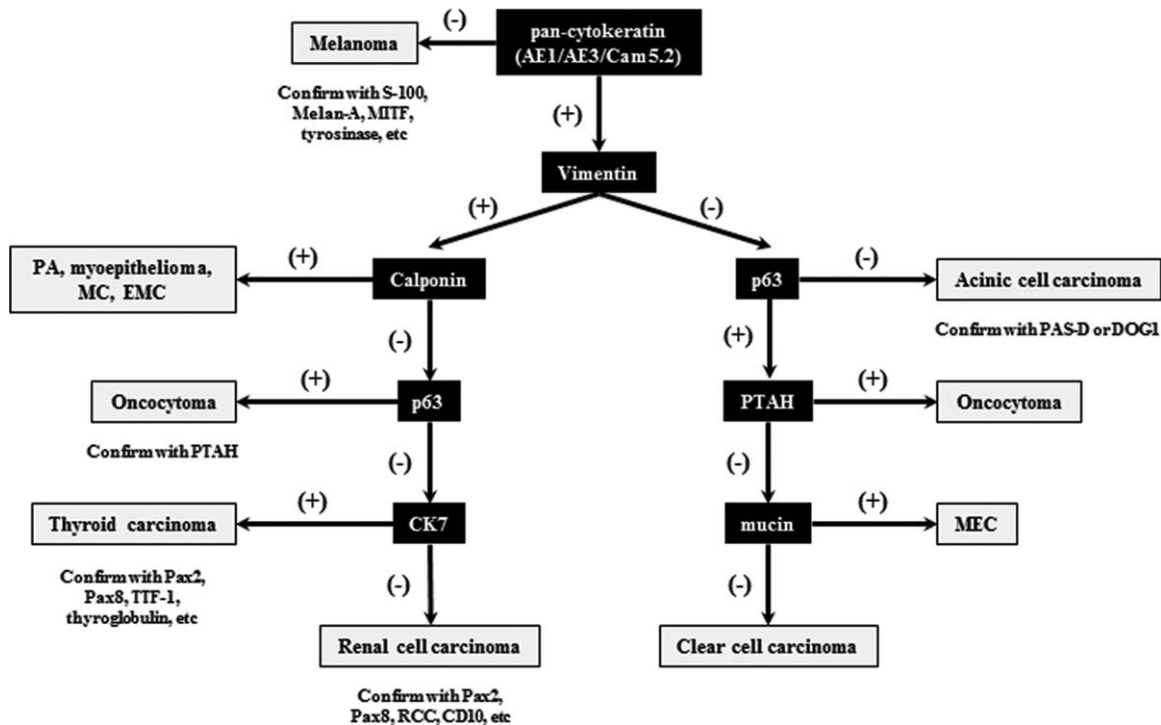 (-)
pan-cytokeratin
(AE1/AE3/Cam5.2)
Melanoma
Confirm with S-100,
Melan-A, MITF,
tyrosinase, etc
(+)
Vimentin
(+)
(-)
PA, myoepithelioma,
MC, EMC
(+)
Calponin
p63
(-)
Acinic cell carcinoma
Confirm with PAS-D or DOG1
(-)
(+)
Oncocytoma
(+)
p63
PTAH
(+)
Oncocytoma
Confirm with PTAH
(-)
(-)
Thyroid carcinoma
(+)
CK7
mucin
(+)
MEC
Confirm with Pax2,
Pax8, TTF-1,
thyroglobulin, etc
(-)
(-)
Renal cell carcinoma
Clear cell carcinoma
Confirm with Pax2,
Pax8, RCC, CD10, etc